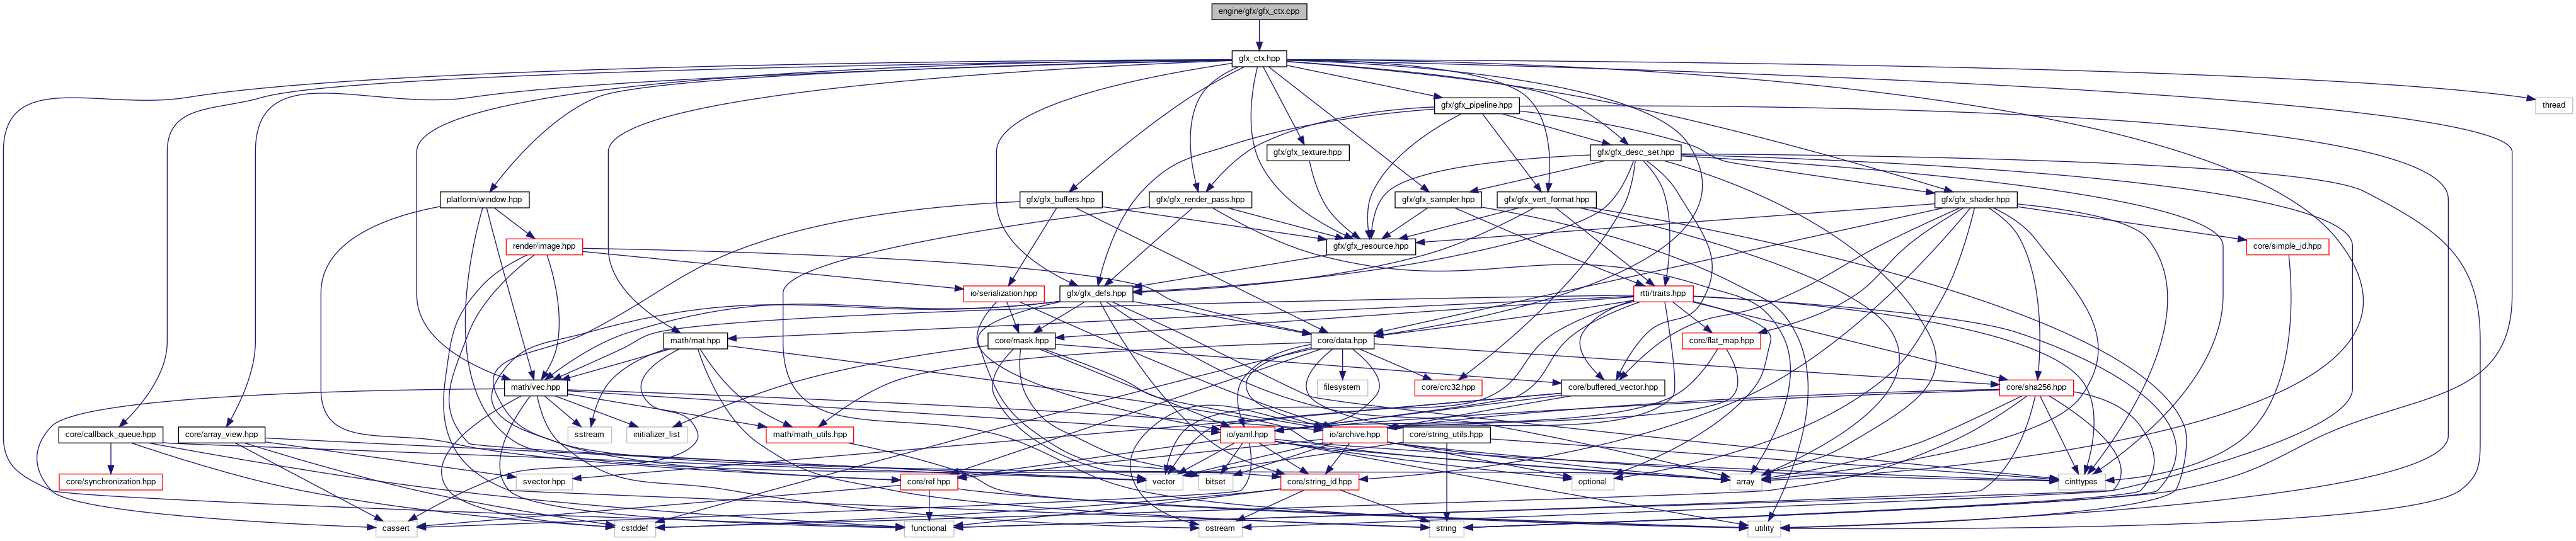 engine/gfx/gfx_ctx.cpp
gfx_ctx.hpp
gfx/gfx_pipeline.hpp
thread
gfx/gfx_texture.hpp
gfx/gfx_desc_set.hpp
platform/window.hpp
gfx/gfx_buffers.hpp
gfx/gfx_render_pass.hpp
gfx/gfx_sampler.hpp
gfx/gfx_vert_format.hpp
gfx/gfx_shader.hpp
render/image.hpp
gfx/gfx_resource.hpp
core/simple_id.hpp
io/serialization.hpp
gfx/gfx_defs.hpp
rtti/traits.hpp
math/mat.hpp
core/mask.hpp
core/data.hpp
core/flat_map.hpp
math/vec.hpp
filesystem
core/crc32.hpp
core/buffered_vector.hpp
core/sha256.hpp
core/callback_queue.hpp
core/array_view.hpp
sstream
initializer_list
math/math_utils.hpp
io/yaml.hpp
io/archive.hpp
core/string_utils.hpp
core/synchronization.hpp
svector.hpp
core/ref.hpp
vector
bitset
core/string_id.hpp
optional
array
cinttypes
cassert
cstddef
functional
ostream
string
utility